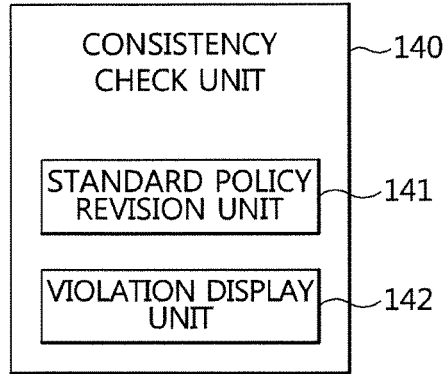 CONSISTENCY
CHECK UNIT
140
STANDARD POLICY
REVISION UNIT
141
VIOLATION DISPLAY
UNIT
142